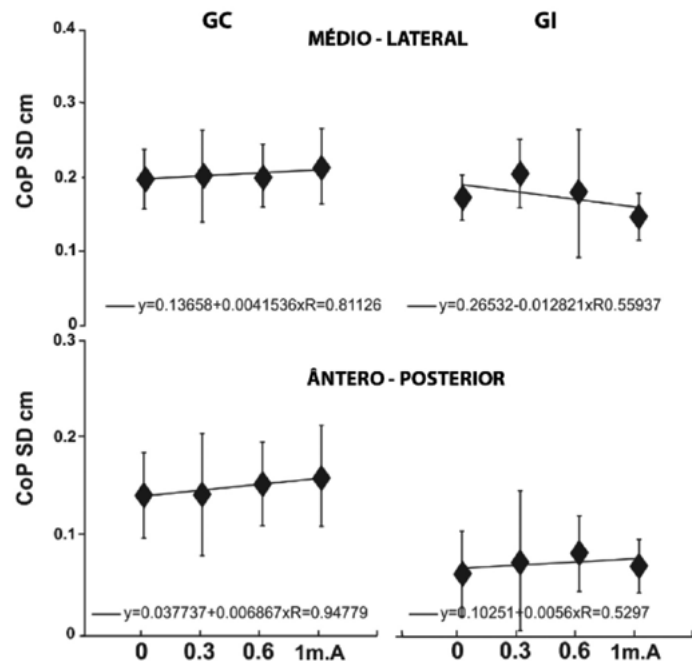 GC GI
MÉDIO - LATERAL
0.4
0.3
0.2
0.1
0
CoP SD cm
y=0.13658+0.0041536xR=0.81126
y=0.26532-0.012821xR0.55937
ÂNTERO - POSTERIOR
0.3
0.2
0.1
0
CoP SD cm
y=0.037737+0.006867xR=0.94779
y=0.10251+0.0056xR=0.5297
0 0.3 0.6 1m.A 0 0.3 0.6 1m.A